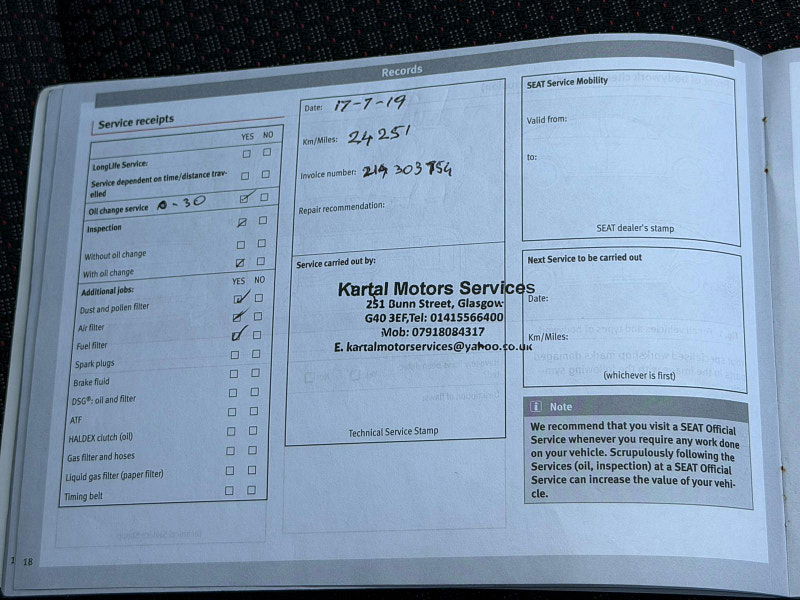 Records
Service receipts
YES NO
LongLife Service:
Service dependent on time/distance trav-
elled
Oil change service 0-30
Inspection
Without oil change
With oil change
Additional jobs: YES NO
Dust and pollen filter
Air filter
Fuel filter
Spark plugs
Brake fluid
DSG®: oil and filter
ATF
HALDEX clutch (oil)
Gas filter and hoses
Liquid gas filter (paper filter)
Timing belt
Date: 17-7-19
Km/Miles: 24251
Invoice number:
Repair recommendation:
Service carried out by:
Kartal Motors Services
251 Bunn Street, Glasgow
G40 3EF,Tel: 01415566400
Mob: 07918084317
E. kartalmotorservices@yahoo.co.uk
Technical Service Stamp
SEAT Service Mobility
Valid from:
to:
SEAT dealer's stamp
Next Service to be carried out
Date:
Km/Miles:
(whichever is first)
i Note
We recommend that you visit a SEAT Official
Service whenever you require any work done
on your vehicle. Scrupulously following the
Services (oil, inspection) at a SEAT Official
Service can increase the value of your vehi-
cle.
1 18